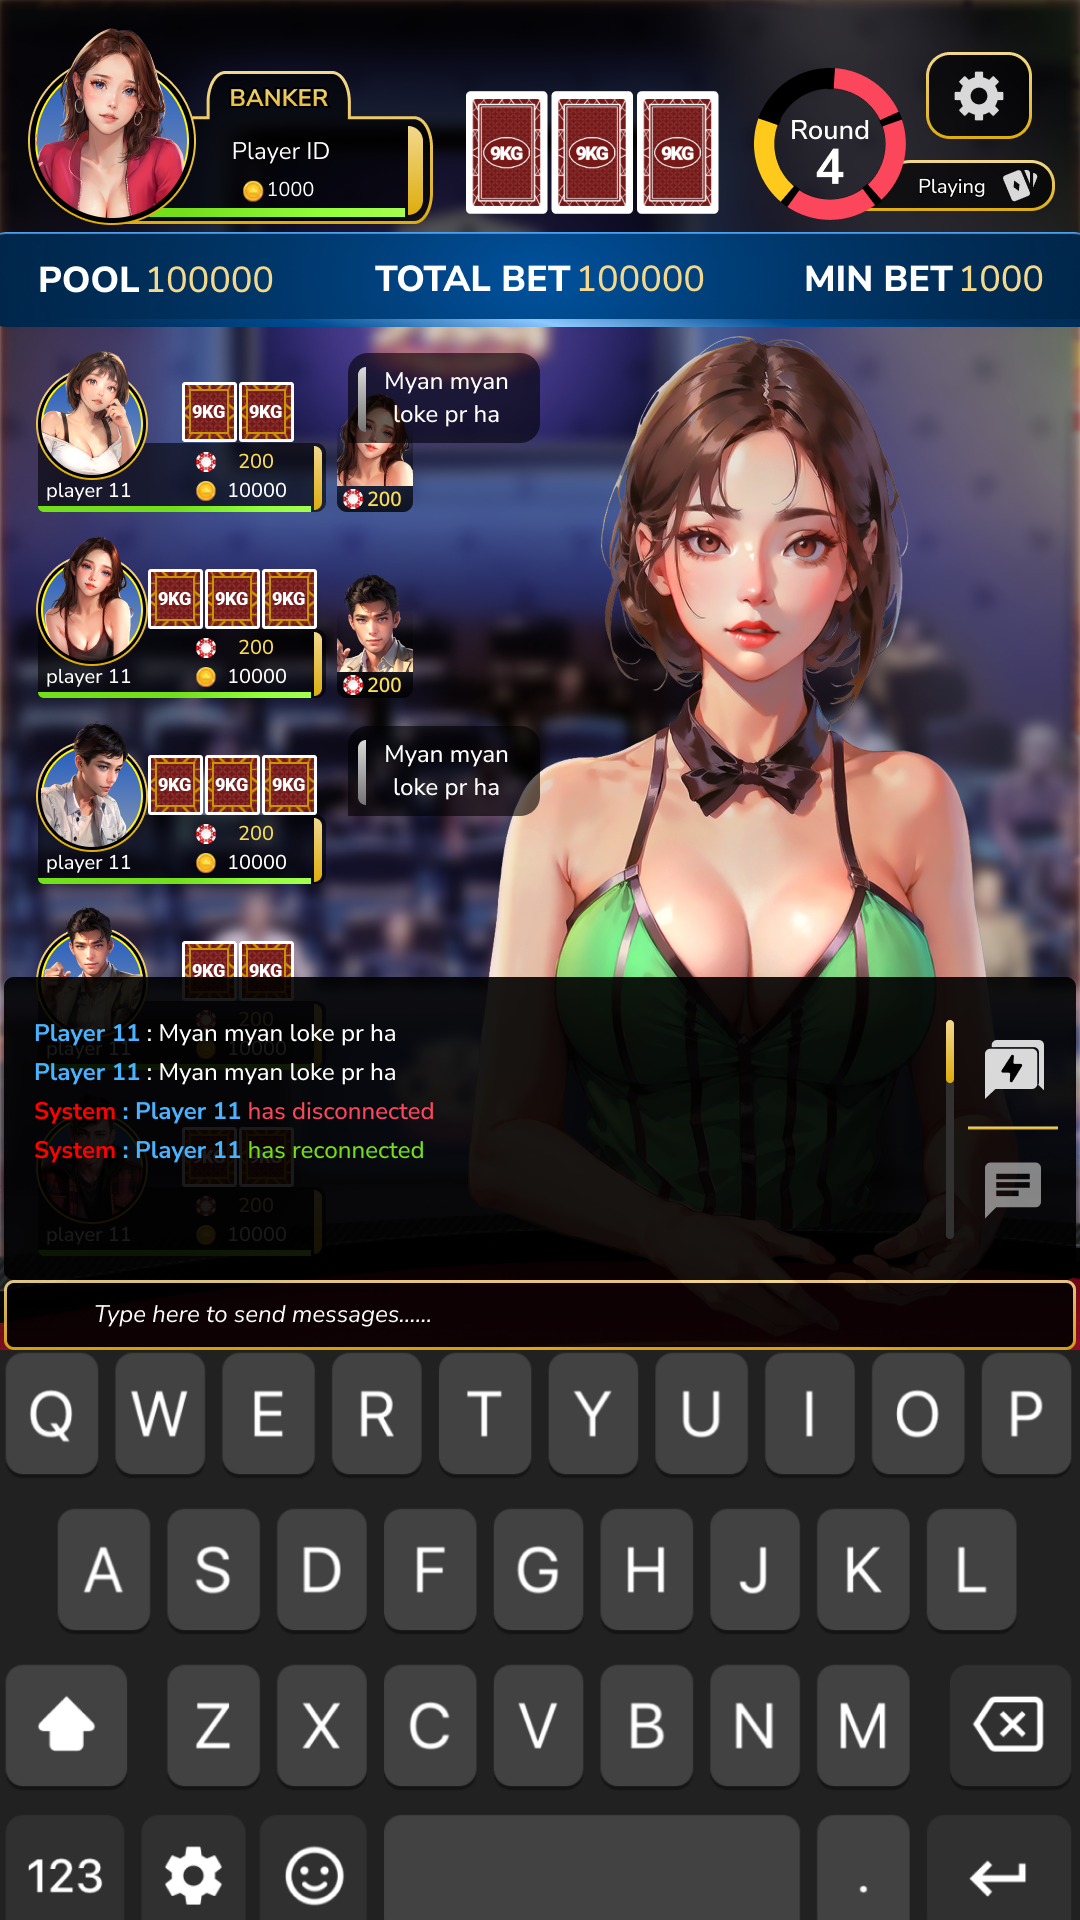 BANKER
Player ID
1000
9KG 9KG 9KG
Round
4
Playing
POOL 100000 TOTAL BET 100000 MIN BET 1000
9KG 9KG
200
player 11 10000
Myan myan
loke pr ha
200
9KG 9KG 9KG
200
player 11 10000
200
9KG 9KG 9KG
200
player 11 10000
Myan myan
loke pr ha
9KG 9KG
200
player 11 10000
Player 11 : Myan myan loke pr ha
Player 11 : Myan myan loke pr ha
System : Player 11 has disconnected
System : Player 11 has reconnected
200
player 11 10000
Type here to send messages......
Q W E R T Y U I O P
A S D F G H J K L
Z X C V B N M
123 .